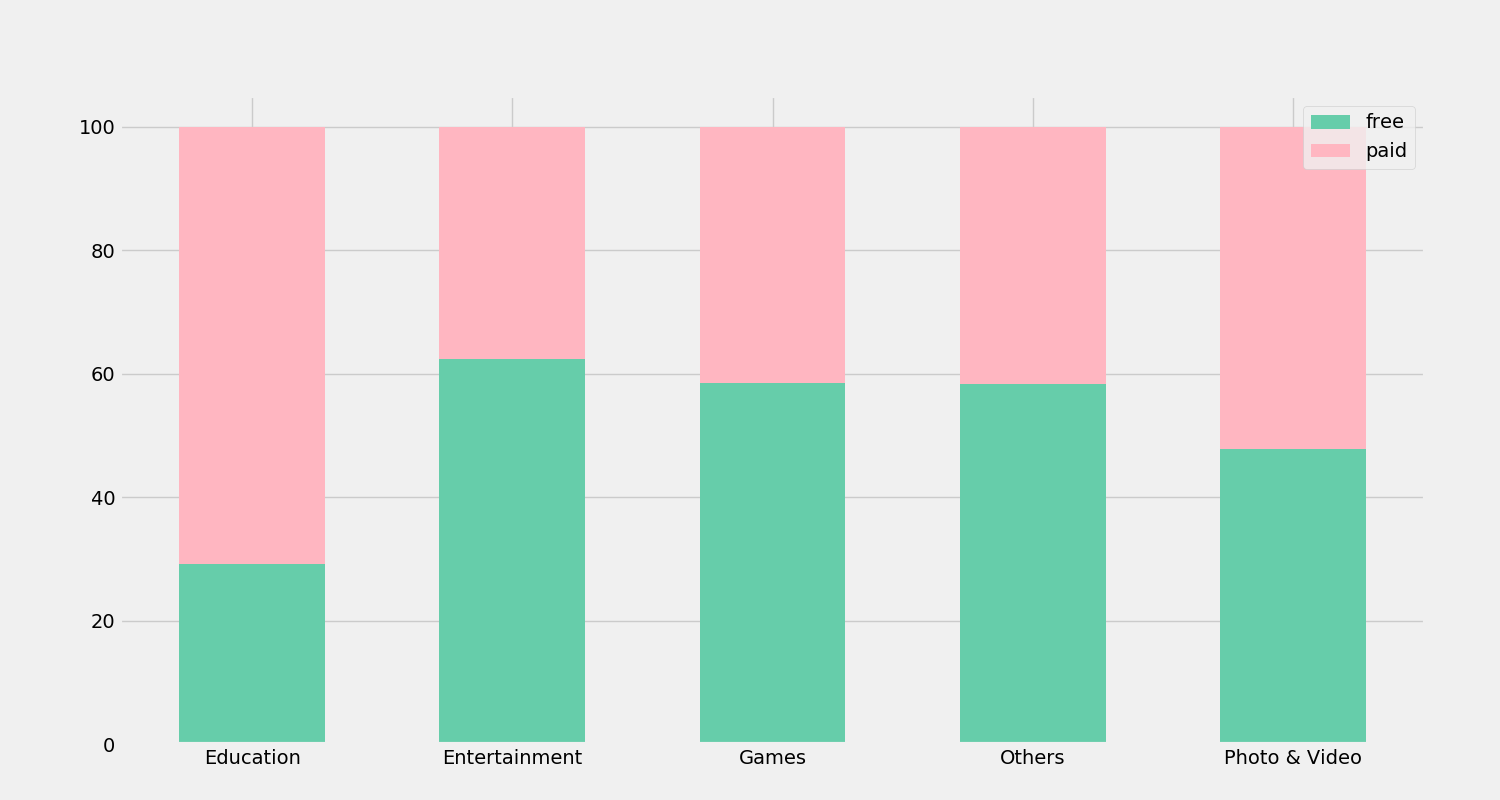 100
80
60
40
20
0
free
paid
Education
Entertainment
Games
Others
Photo & Video